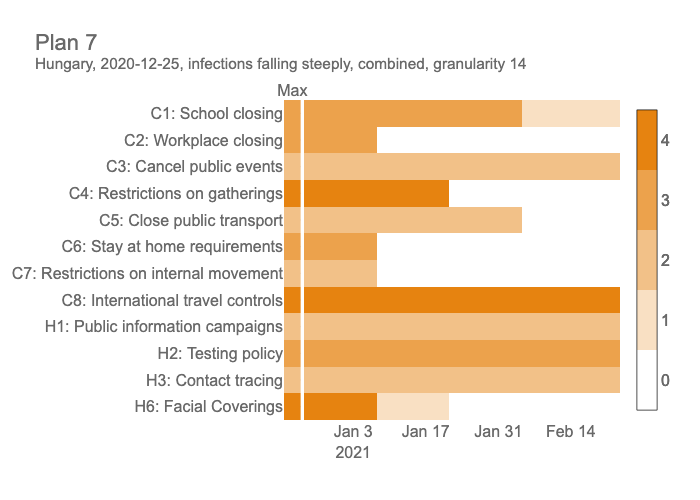 Plan 7
Hungary, 2020-12-25, infections falling steeply, combined, granularity 14
Max
C1: School closing
C2: Workplace closing
C3: Cancel public events
C4: Restrictions on gatherings
C5: Close public transport
C6: Stay at home requirements
C7: Restrictions on internal movement
C8: International travel controls
H1: Public information campaigns
H2: Testing policy
H3: Contact tracing
H6: Facial Coverings
Jan 3 Jan 17 Jan 31 Feb 14
2021
4
3
2
1
0